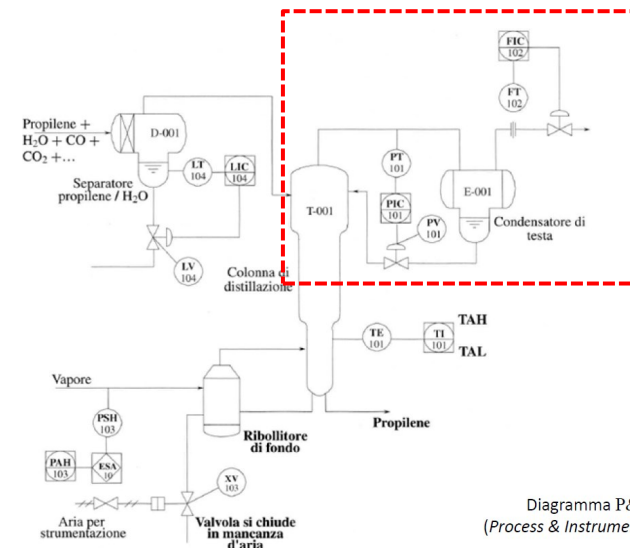 FIC
102
FT
102
Propilene +
H₂O + CO +
CO₂ +...
D-001
LT
104
LIC
104
Separatore
propilene / H₂O
LV
104
T-001
PT
101
PIC
101
PV
101
E-001
Condensatore di
testa
Colonna di
distillazione
TE
101
TI
101
TAH
TAL
Vapore
PSH
103
PAH
103
ESA
10
Ribollitore
di fondo
Propilene
XV
103
Aria per
strumentazione
Valvola si chiude
in mancanza
d'aria
Diagramma P&
(Process & Instrume